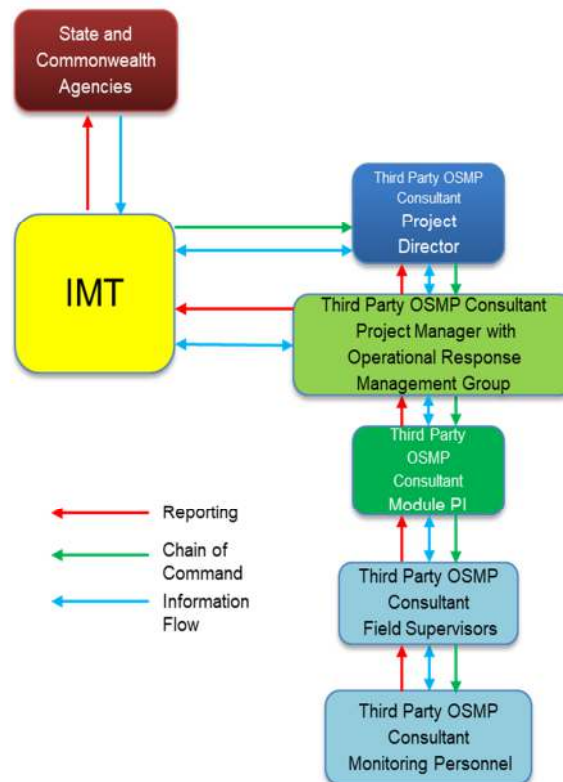 State and
Commonwealth
Agencies
Third Party OSMP
Consultant
Project
Director
IMT
Third Party OSMP Consultant
Project Manager with
Operational Response
Management Group
Third Party
OSMP
Consultant
Module PI
Reporting
Chain of
Command
Information
Flow
Third Party OSMP
Consultant
Field Supervisors
Third Party OSMP
Consultant
Monitoring Personnel